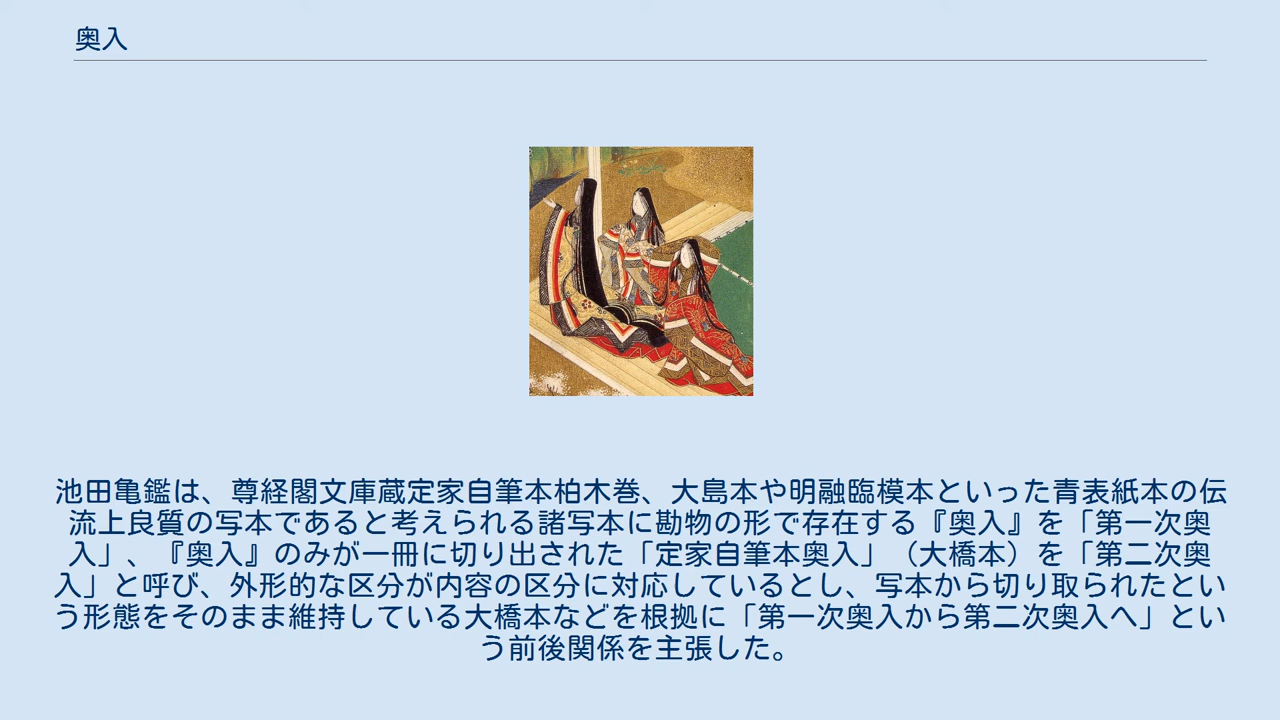 奥入
池田亀鑑は、尊経閣文庫蔵定家自筆本柏木巻、大島本や明融臨模本といった青表紙本の伝
流上良質の写本であると考えられる諸写本に勘物の形で存在する『奥入』を「第一次奥
入」、『奥入』のみが一冊に切り出された「定家自筆本奥入」（大橋本）を「第二次奥
入」と呼び、外形的な区分が内容の区分に対応しているとし、写本から切り取られたとい
う形態をそのまま維持している大橋本などを根拠に「第一次奥入から第二次奥入へ」とい
う前後関係を主張した。